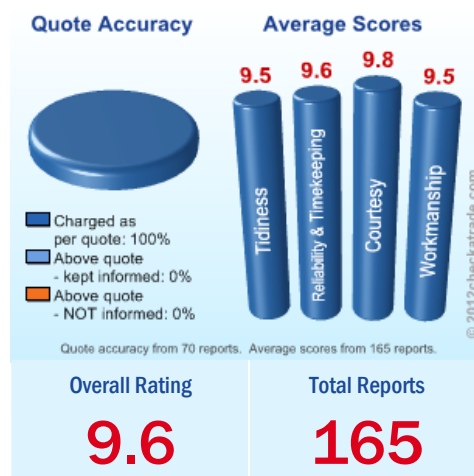 Quote Accuracy
Average Scores
9.5
9.6
9.8
9.5
Tidiness
Reliability & Timekeeping
Courtesy
Workmanship
Charged as
per quote: 100%
Above quote
- kept informed: 0%
Above quote
- NOT informed: 0%
© 2012checkatrade.com
Quote accuracy from 70 reports. Average scores from 165 reports.
Overall Rating
Total Reports
9.6
165